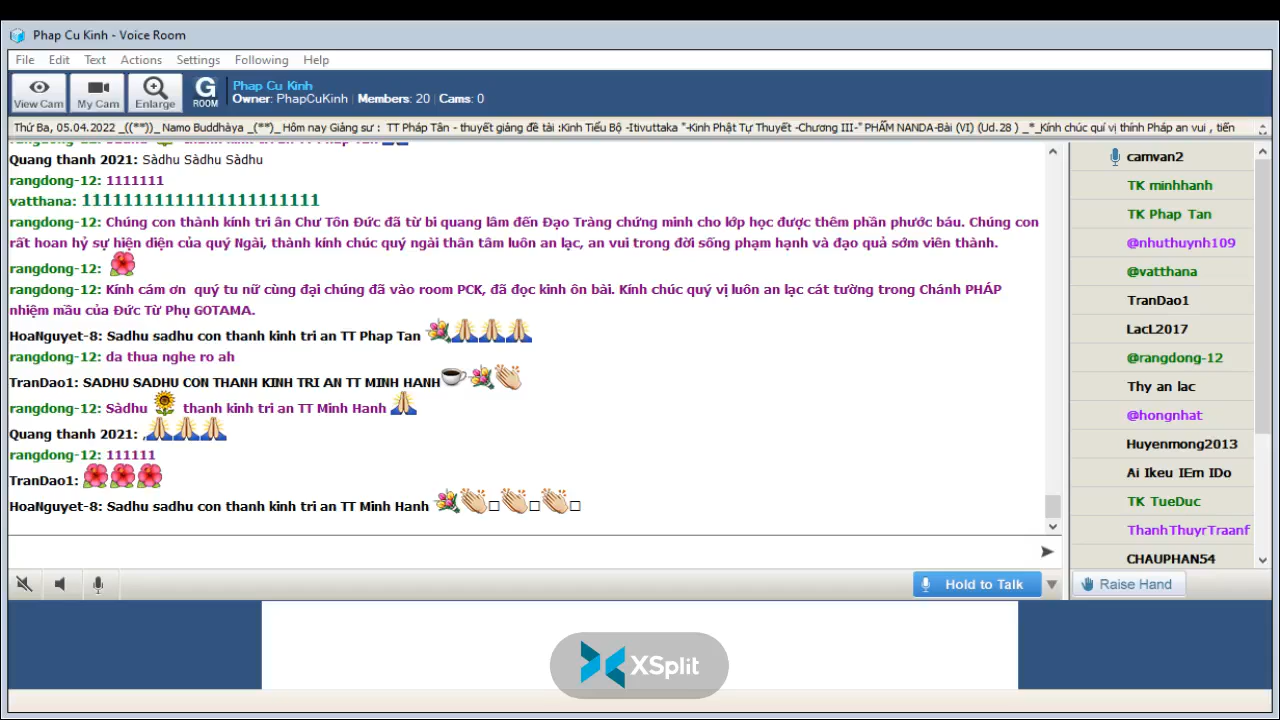 Phap Cu Kinh - Voice Room
File Edit Text Actions Settings Following Help
View Cam My Cam Enlarge G ROOM
Phap Cu Kinh
Owner: PhapCuKinh | Members: 20 | Cams: 0
Thứ Ba, 05.04.2022 _((**))_ Namo Buddhàya _(**)_ Hôm nay Giảng sư : TT Pháp Tân - thuyết giảng đề tài :Kinh Tiểu Bộ -Itivuttaka "-Kinh Phật Tự Thuyết -Chương III-" PHẨM NANDA-Bài (VI) (Ud.28 ) _*_Kính chúc quí vị thính Pháp an vui , tiến
Quang thanh 2021: Sàdhu Sàdhu Sàdhu
rangdong-12: 1111111
vatthana: 11111111111111111111111
rangdong-12: Chúng con thành kính tri ân Chư Tôn Đức đã từ bi quang lâm đến Đạo Tràng chứng minh cho lớp học được thêm phần phước báu. Chúng con
rất hoan hỷ sự hiện diện của quý Ngài, thành kính chúc quý ngài thân tâm luôn an lạc, an vui trong đời sống phạm hạnh và đạo quả sớm viên thành.
rangdong-12:
rangdong-12: Kính cám ơn quý tu nữ cùng đại chúng đã vào room PCK, đã đọc kinh ôn bài. Kính chúc quý vị luôn an lạc cát tường trong Chánh PHÁP
nhiệm mầu của Đức Từ Phụ GOTAMA.
HoaNguyet-8: Sadhu sadhu con thanh kinh tri an TT Phap Tan
rangdong-12: da thua nghe ro ah
TranDao1: SADHU SADHU CON THANH KINH TRI AN TT MINH HANH
rangdong-12: Sàdhu thanh kinh tri an TT Minh Hanh
Quang thanh 2021: ,
rangdong-12: 111111
TranDao1:
HoaNguyet-8: Sadhu sadhu con thanh kinh tri an TT Minh Hanh
camvan2
TK minhhanh
TK Phap Tan
@nhuthuynh109
@vatthana
TranDao1
LacL2017
@rangdong-12
Thy an lac
@hongnhat
Huyenmong2013
Ai Ikeu IEm IDo
TK TueDuc
ThanhThuyrTraanf
CHAUPHAN54
Hold to Talk
Raise Hand
XSplit